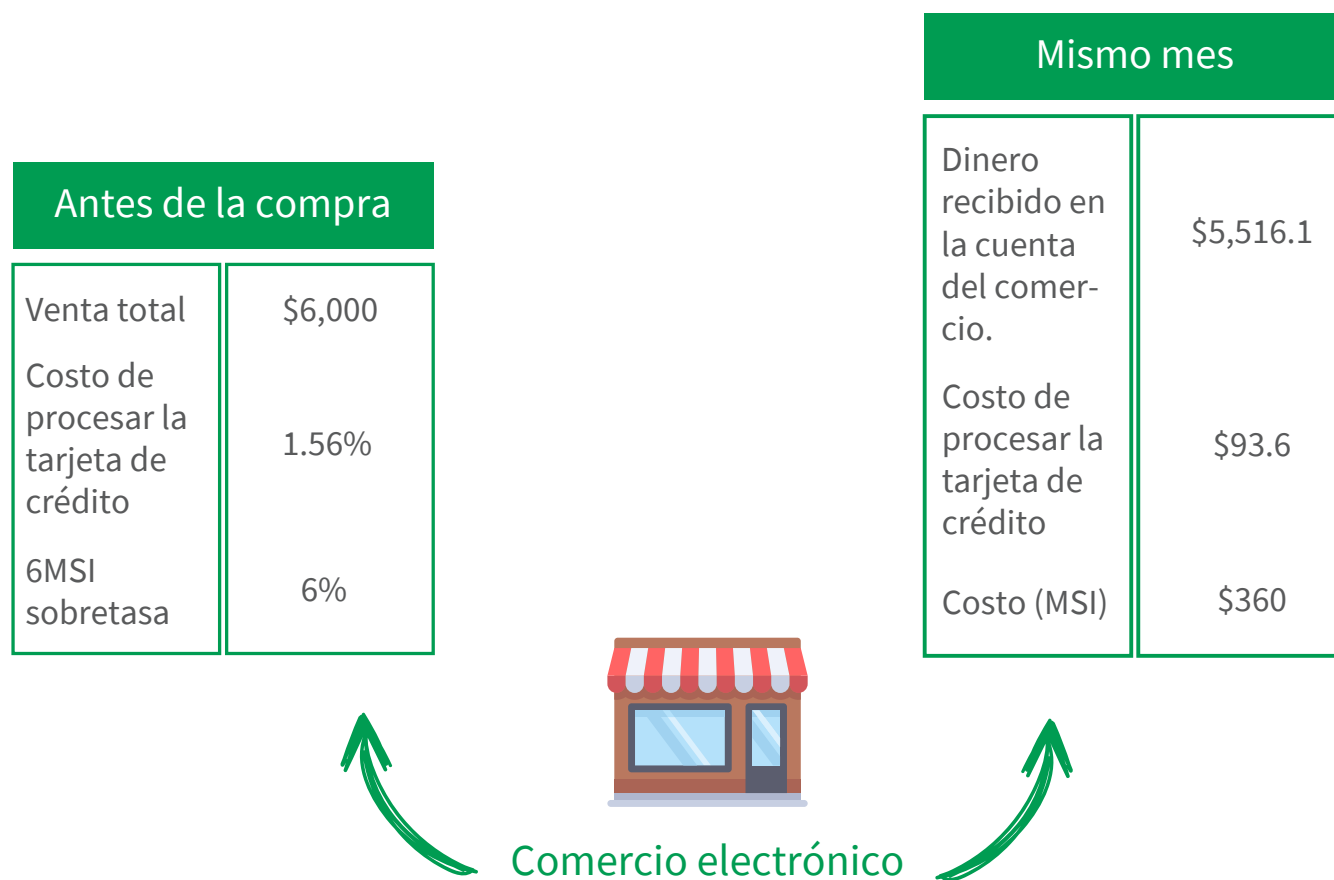 Antes de la compra
Venta total
$6,000
Costo de
procesar la
tarjeta de
crédito
1.56%
6MSI
sobretasa
6%
Mismo mes
Dinero
recibido en
la cuenta
del comer-
cio.
$5,516.1
Costo de
procesar la
tarjeta de
crédito
$93.6
Costo (MSI)
$360
Comercio electrónico